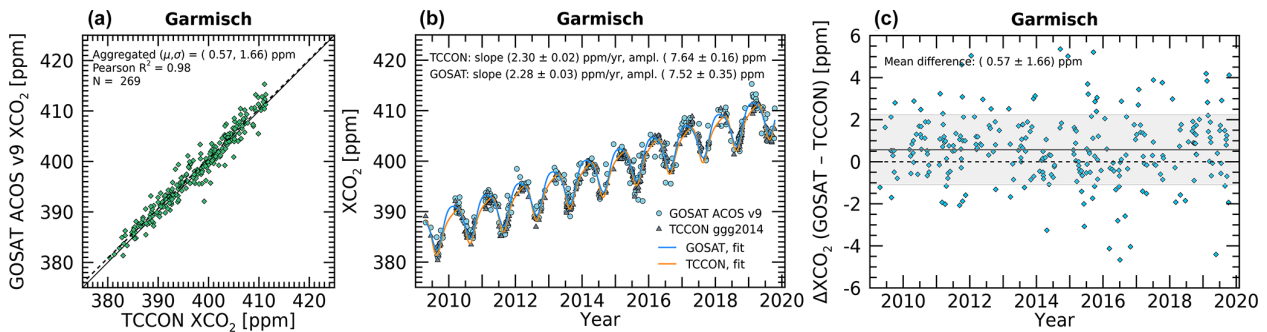 (a)
Garmisch
Aggregated (μ,σ) = ( 0.57, 1.66) ppm
Pearson R² = 0.98
N = 269
GOSAT ACOS v9 XCO₂ [ppm]
420
410
400
390
380
380 390 400 410 420
TCCON XCO₂ [ppm]
(b)
Garmisch
TCCON: slope (2.30 ± 0.02) ppm/yr, ampl. ( 7.64 ± 0.16) ppm
GOSAT: slope (2.28 ± 0.03) ppm/yr, ampl. ( 7.52 ± 0.35) ppm
XCO₂ [ppm]
420
410
400
390
380
GOSAT ACOS v9
TCCON ggg2014
GOSAT, fit
TCCON, fit
2010 2012 2014 2016 2018 2020
Year
(c)
Garmisch
Mean difference: ( 0.57 ± 1.66) ppm
ΔXCO₂ (GOSAT − TCCON) [ppm]
6
4
2
0
-2
-4
-6
2010 2012 2014 2016 2018 2020
Year